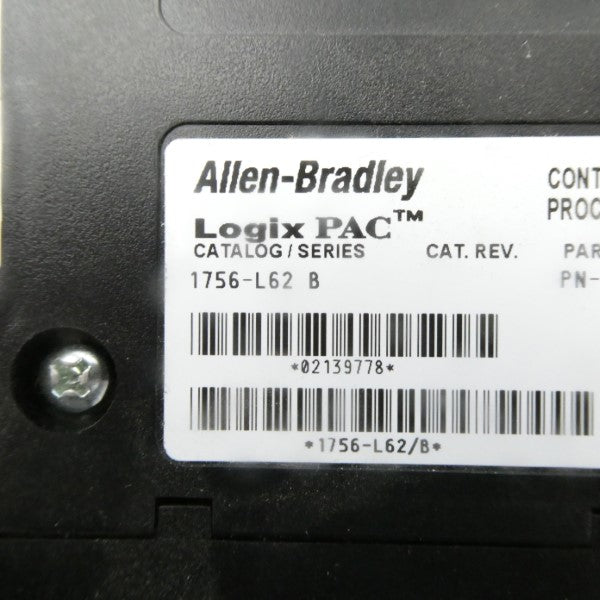 Allen-Bradley CONT
Logix PAC™ PROC
CATALOG / SERIES CAT. REV. PAR
1756-L62 B PN-
*02139778*
*1756-L62/B*